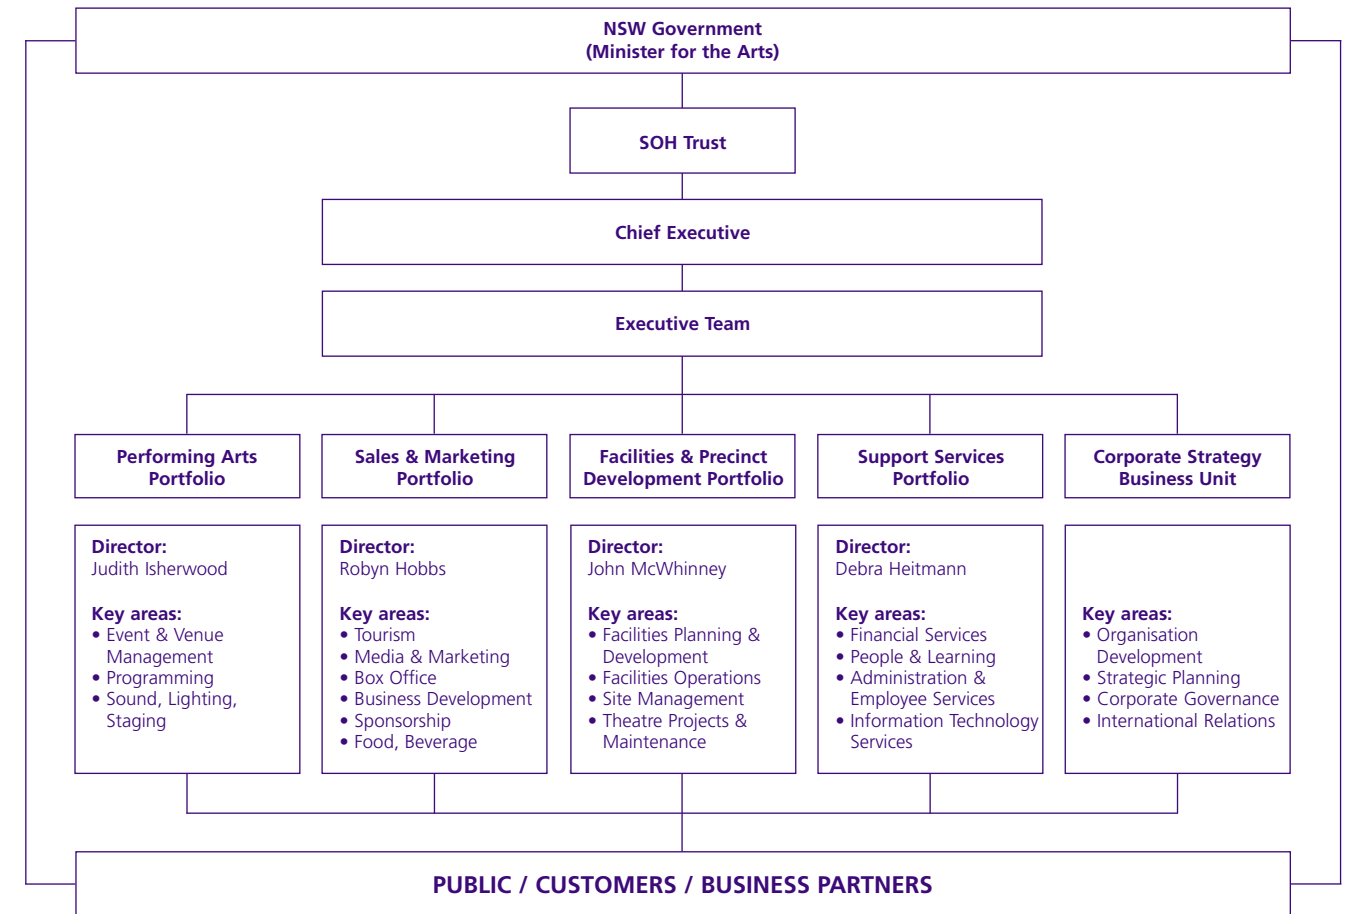 NSW Government
(Minister for the Arts)
SOH Trust
Chief Executive
Executive Team
Performing Arts
Portfolio
Sales & Marketing
Portfolio
Facilities & Precinct
Development Portfolio
Support Services
Portfolio
Corporate Strategy
Business Unit
Director:
Judith Isherwood
Key areas:
• Event & Venue
Management
• Programming
• Sound, Lighting,
Staging
Director:
Robyn Hobbs
Key areas:
• Tourism
• Media & Marketing
• Box Office
• Business Development
• Sponsorship
• Food, Beverage
Director:
John McWhinney
Key areas:
• Facilities Planning &
Development
• Facilities Operations
• Site Management
• Theatre Projects &
Maintenance
Director:
Debra Heitmann
Key areas:
• Financial Services
• People & Learning
• Administration &
Employee Services
• Information Technology
Services
Key areas:
• Organisation
Development
• Strategic Planning
• Corporate Governance
• International Relations
PUBLIC / CUSTOMERS / BUSINESS PARTNERS